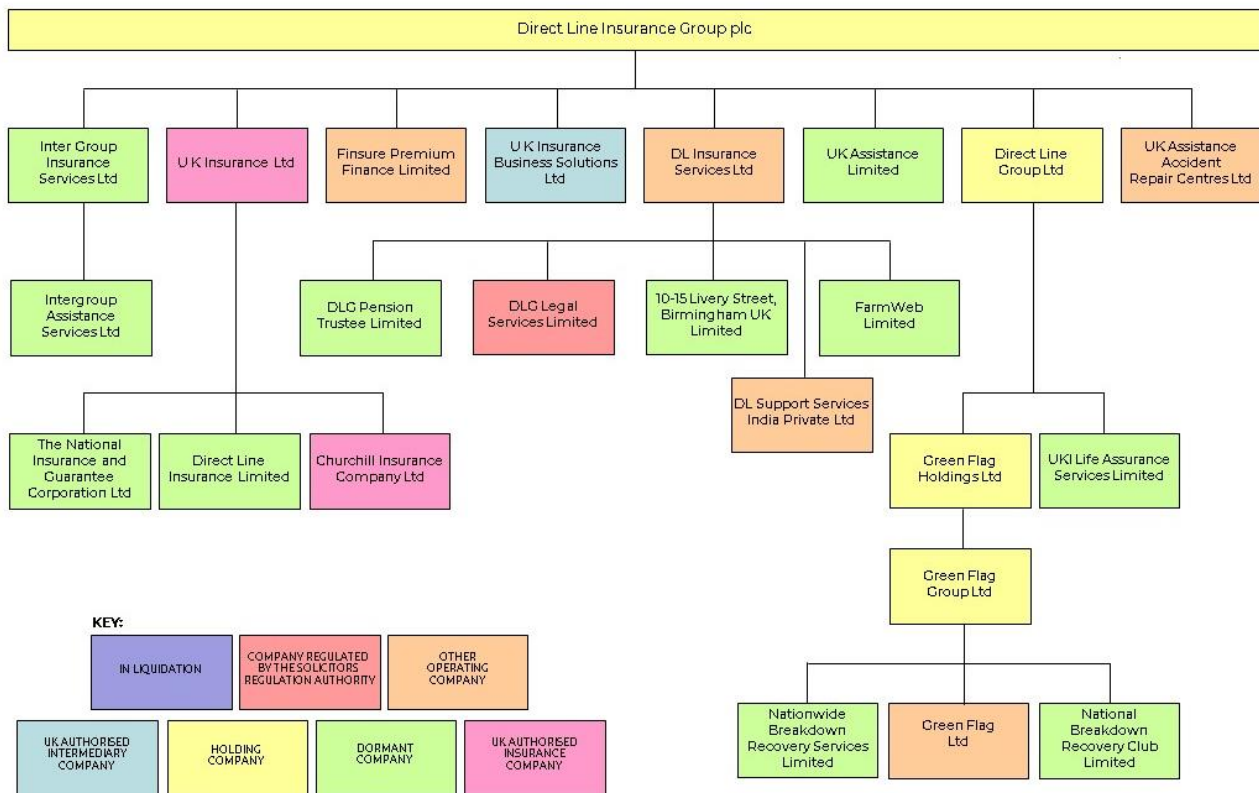 Direct Line Insurance Group plc
Inter Group
Insurance
Services Ltd
U K Insurance Ltd
Finsure Premium
Finance Limited
U K Insurance
Business Solutions
Ltd
DL Insurance
Services Ltd
UK Assistance
Limited
Direct Line
Group Ltd
UK Assistance
Accident
Repair Centres Ltd
Intergroup
Assistance
Services Ltd
DLG Pension
Trustee Limited
DLG Legal
Services Limited
10-15 Livery Street,
Birmingham UK
Limited
FarmWeb
Limited
DL Support Services
India Private Ltd
The National
Insurance and
Guarantee
Corporation Ltd
Direct Line
Insurance Limited
Churchill Insurance
Company Ltd
Green Flag
Holdings Ltd
UKI Life Assurance
Services Limited
Green Flag
Group Ltd
Nationwide
Breakdown
Recovery Services
Limited
Green Flag
Ltd
National
Breakdown
Recovery Club
Limited
KEY:
IN LIQUIDATION
COMPANY REGULATED
BY THE SOLICITORS
REGULATION AUTHORITY
OTHER
OPERATING
COMPANY
UK AUTHORISED
INTERMEDIARY
COMPANY
HOLDING
COMPANY
DORMANT
COMPANY
UK AUTHORISED
INSURANCE
COMPANY